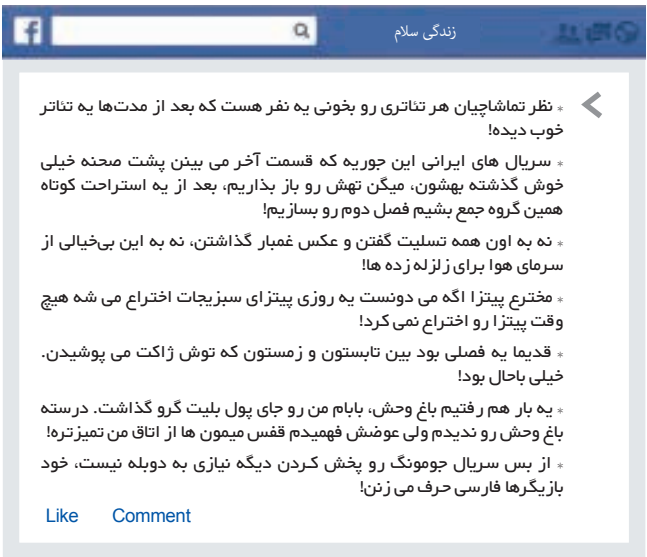 f
زندگی سلام
* نظر تماشاچیان هر تئاتری رو بخونی یه نفر هست که بعد از مدت‌ها یه تئاتر
خوب دیده!
* سریال های ایرانی این جوریه که قسمت آخر می بینن پشت صحنه خیلی
خوش گذشته بهشون، میگن تهش رو باز بذاریم، بعد از یه استراحت کوتاه
همین گروه جمع بشیم فصل دوم رو بسازیم!
* نه به اون همه تسلیت گفتن و عکس غمبار گذاشتن، نه به این بی‌خیالی از
سرمای هوا برای زلزله زده ها!
* مخترع پیتزا اگه می دونست یه روزی پیتزای سبزیجات اختراع می شه هیچ
وقت پیتزا رو اختراع نمی کرد!
* قدیما یه فصلی بود بین تابستون و زمستون که توش ژاکت می پوشیدن.
خیلی باحال بود!
* یه بار هم رفتیم باغ وحش، بابام من رو جای پول بلیت گرو گذاشت. درسته
باغ وحش رو ندیدم ولی عوضش فهمیدم قفس میمون ها از اتاق من تمیزتره!
* از بس سریال جومونگ رو پخش کردن دیگه نیازی به دوبله نیست، خود
بازیگرها فارسی حرف می زنن!
Like Comment